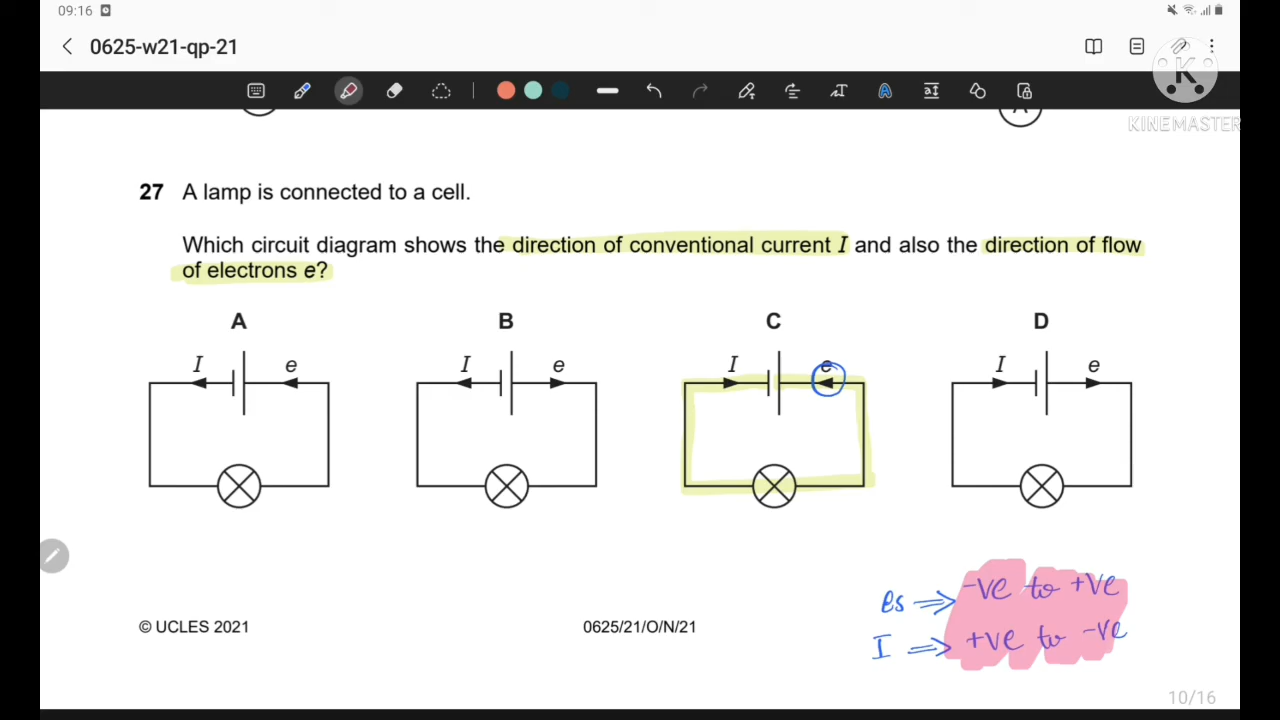 09:16
0625-w21-qp-21
K
KINEMASTER
A
27 A lamp is connected to a cell.
Which circuit diagram shows the direction of conventional current I and also the direction of flow
of electrons e?
A B C D
I e I e I e I e
es ⇒ -ve to +ve
I ⇒ +ve to -ve
© UCLES 2021 0625/21/O/N/21
10/16